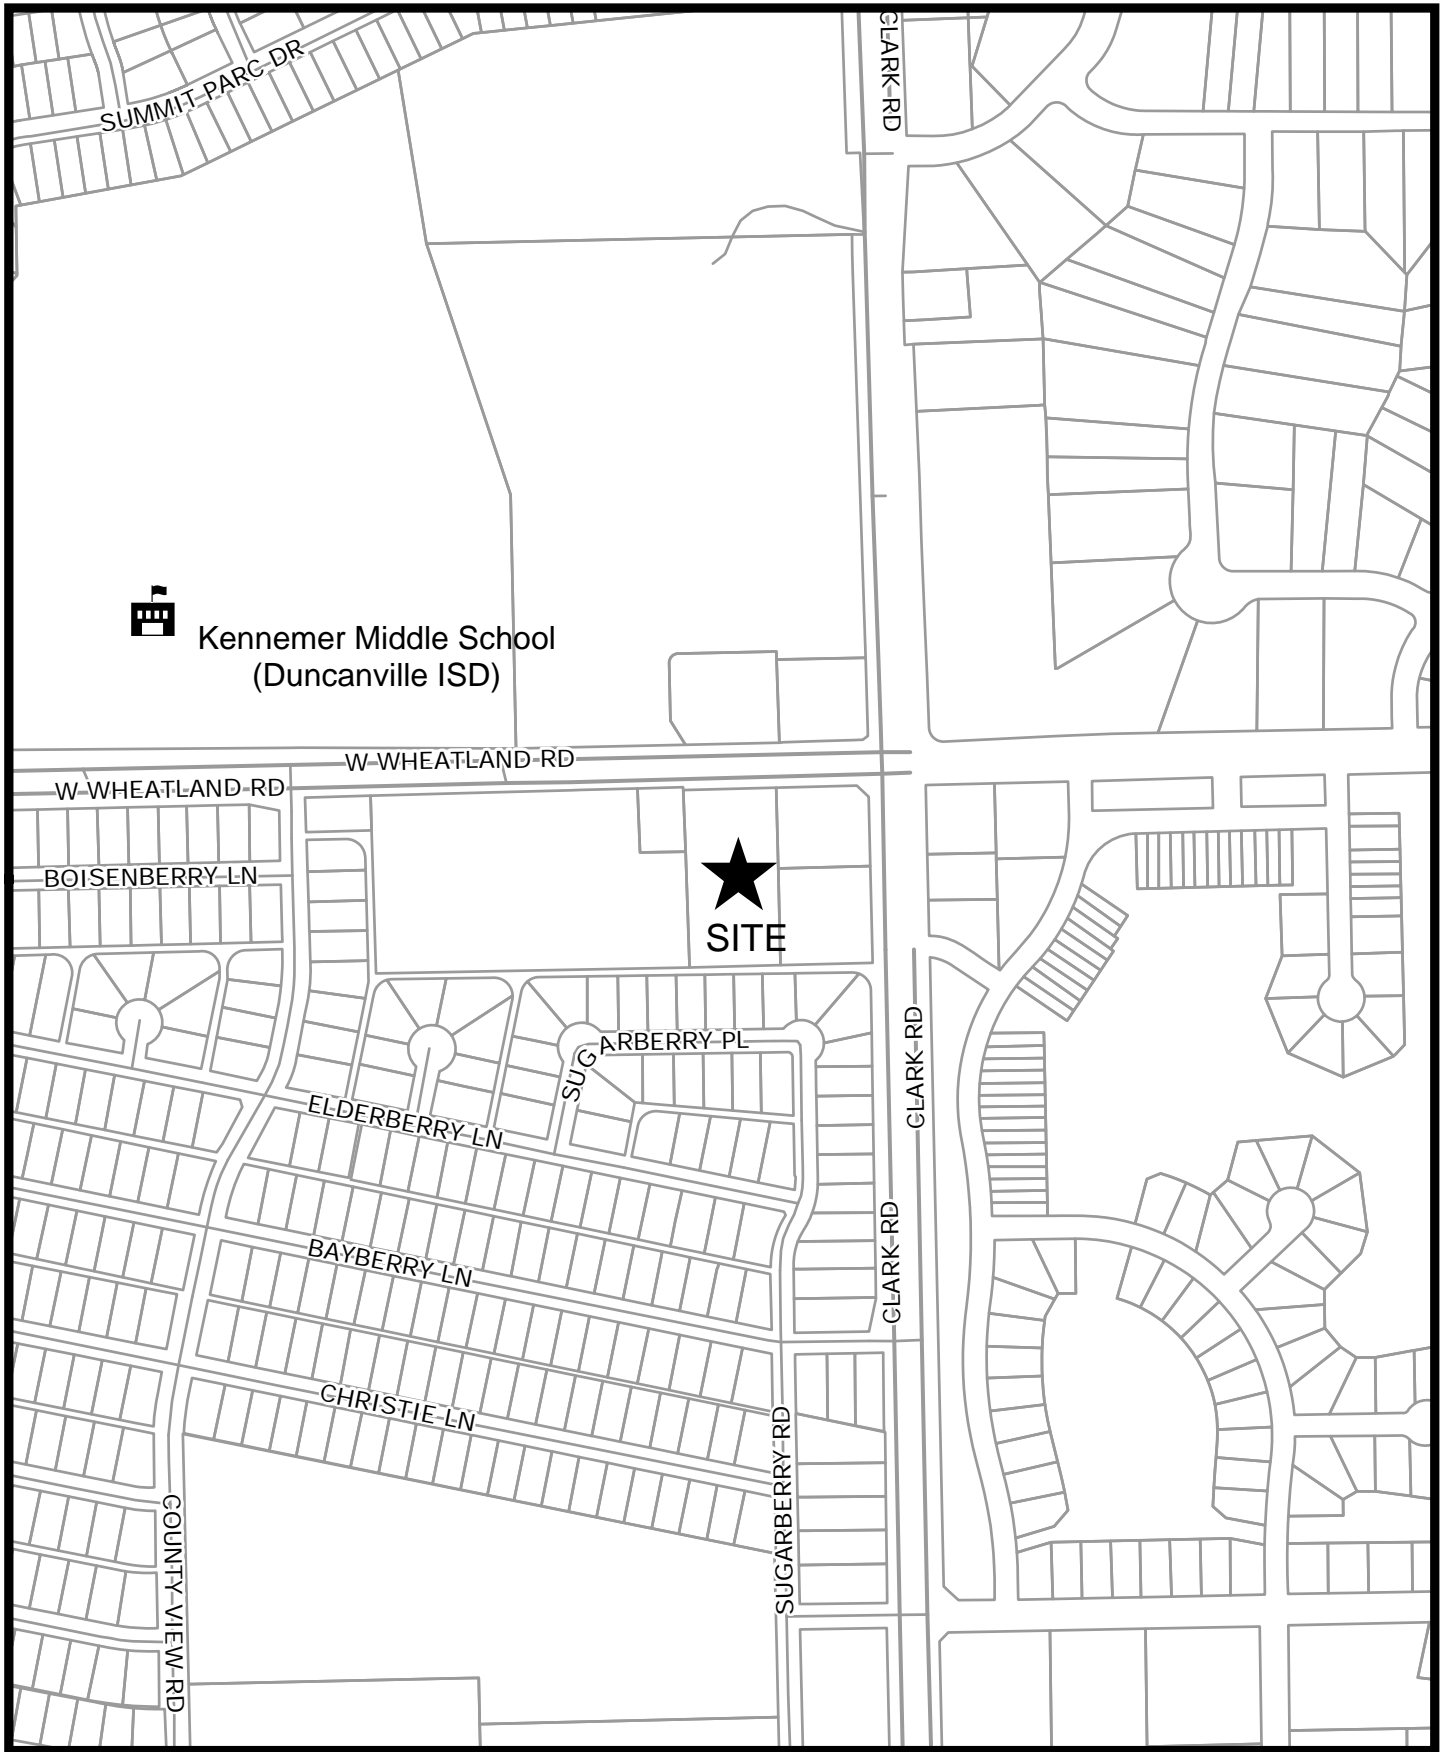 CLARK RD
SUMMIT PARC DR
Kennemer Middle School
(Duncanville ISD)
W WHEATLAND RD
W WHEATLAND RD
BOISENBERRY LN
SITE
SUGARBERRY PL
CLARK RD
ELDERBERRY LN
CLARK RD
BAYBERRY LN
CHRISTIE LN
SUGARBERRY RD
COUNTY VIEW RD